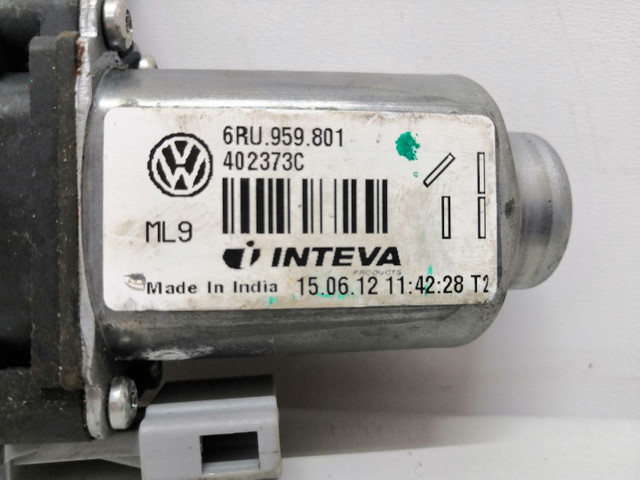 6RU.959.801
402373C
ML9
INTEVA
PRODUCTS
Made In India 15.06.12 11:42:28 T2